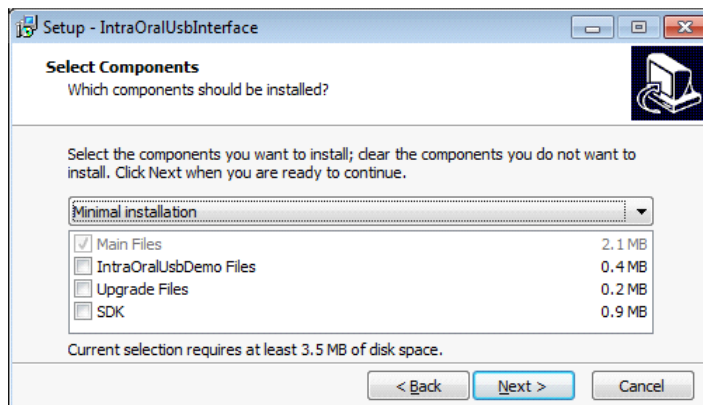 Setup - IntraOralUsbInterface
Select Components
Which components should be installed?
Select the components you want to install; clear the components you do not want to
install. Click Next when you are ready to continue.
Minimal installation
Main Files 2.1 MB
IntraOralUsbDemo Files 0.4 MB
Upgrade Files 0.2 MB
SDK 0.9 MB
Current selection requires at least 3.5 MB of disk space.
< Back Next > Cancel